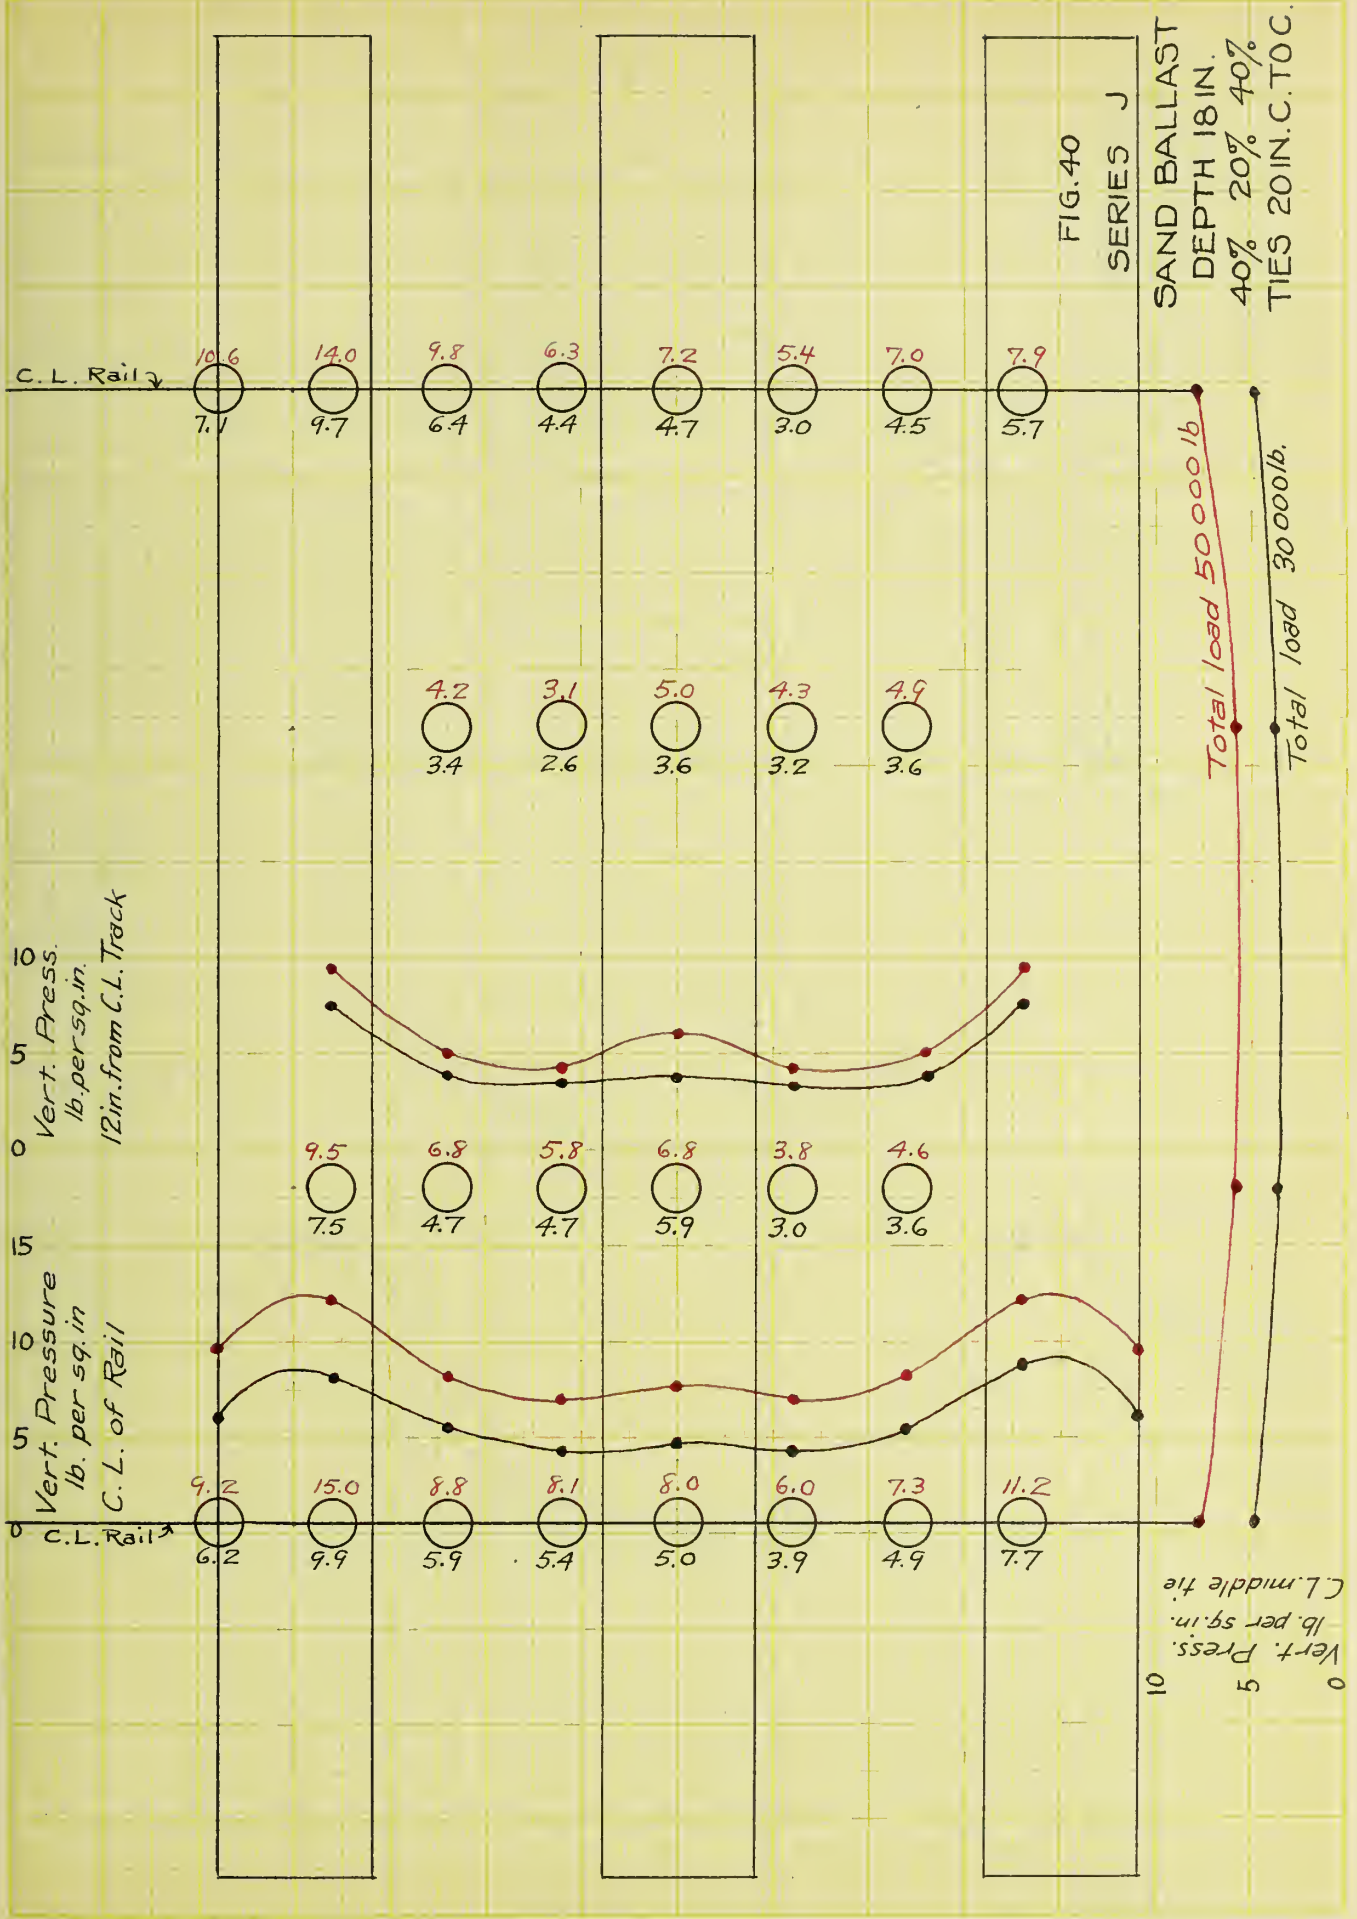 FIG. 40
SERIES J
SAND BALLAST
DEPTH 18 IN.
40% 20% 40%
TIES 20 IN. C. TO C.
C. L. Rail
10.6 14.0 9.8 6.3 7.2 5.4 7.0 7.9
7.1 9.7 6.4 4.4 4.7 3.0 4.5 5.7
Total load 50 000 lb
Total load 30 000 lb.
4.2 3.1 5.0 4.3 4.9
3.4 2.6 3.6 3.2 3.6
10
5
0
Vert. Press.
lb. per sq. in.
12 in. from C. L. Track
9.5 6.8 5.8 6.8 3.8 4.6
7.5 4.7 4.7 5.9 3.0 3.6
15
10
5
0
Vert. Pressure
lb. per sq. in
C. L. of Rail
9.2 15.0 8.8 8.1 8.0 6.0 7.3 11.2
C. L. Rail
6.2 9.9 5.9 5.4 5.0 3.9 4.9 7.7
Vert. Press.
lb. per sq. in.
C. L. middle tie
10
5
0